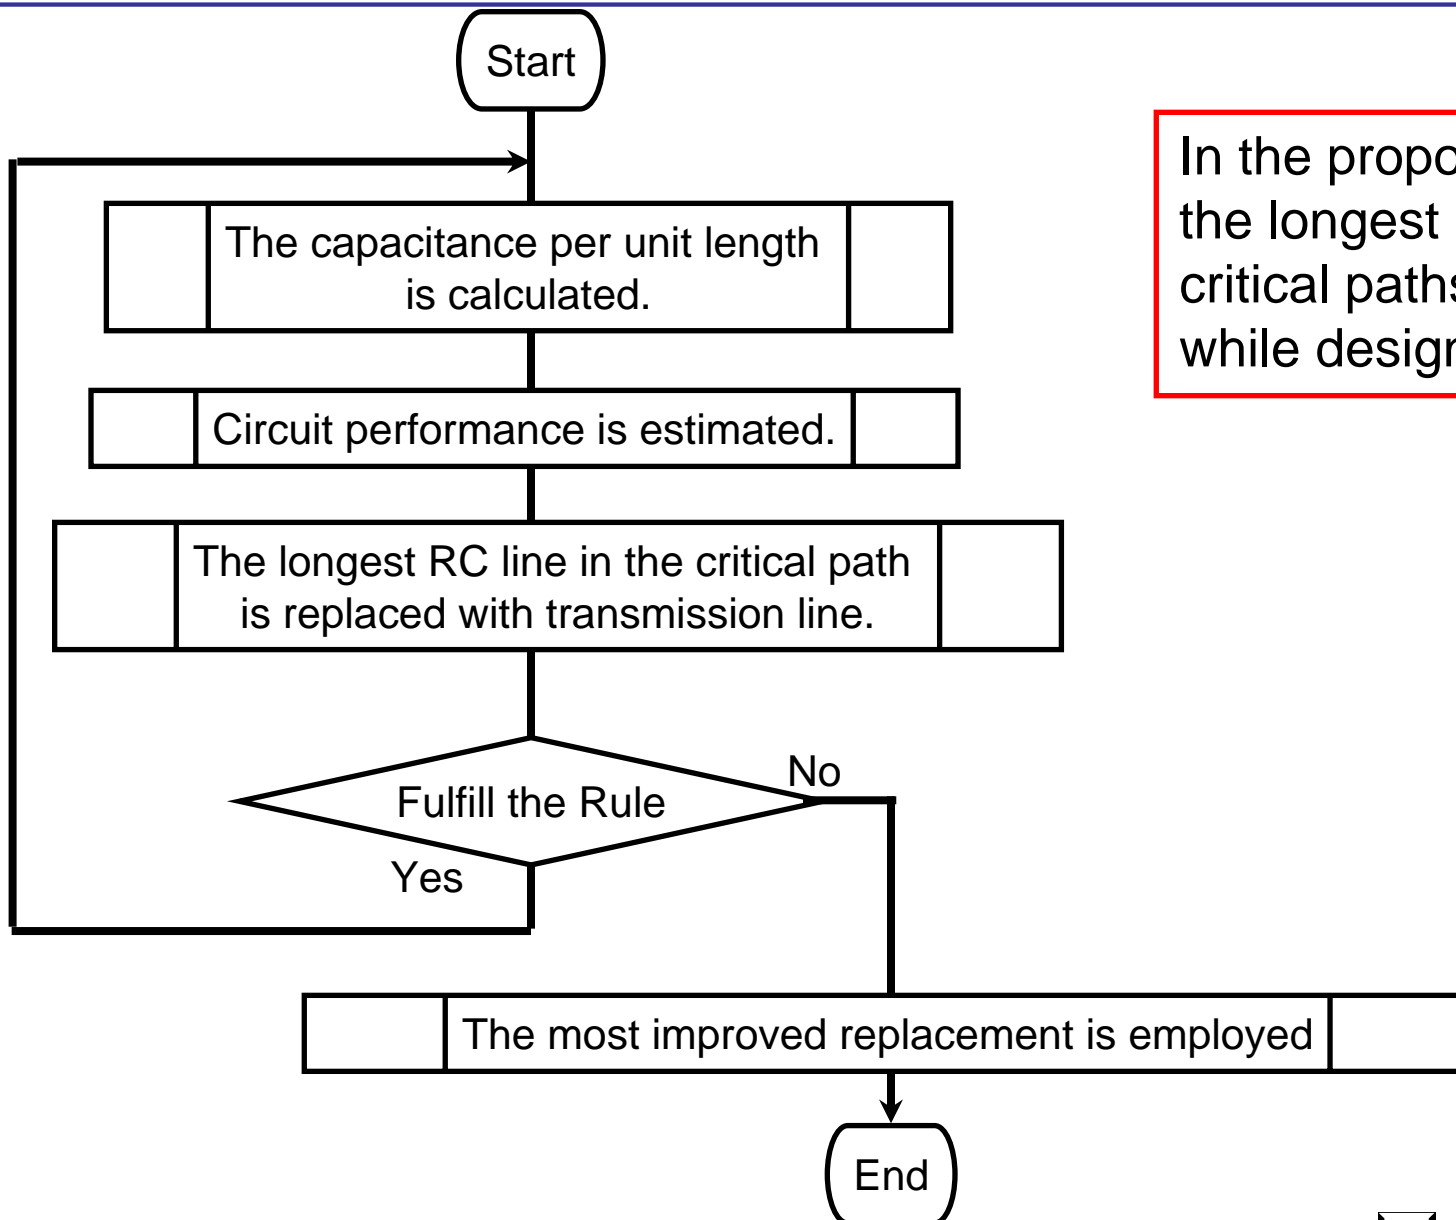 Start
In the propo
the longest
critical paths
while design
The capacitance per unit length
is calculated.
Circuit performance is estimated.
The longest RC line in the critical path
is replaced with transmission line.
No
Fulfill the Rule
Yes
The most improved replacement is employed
End